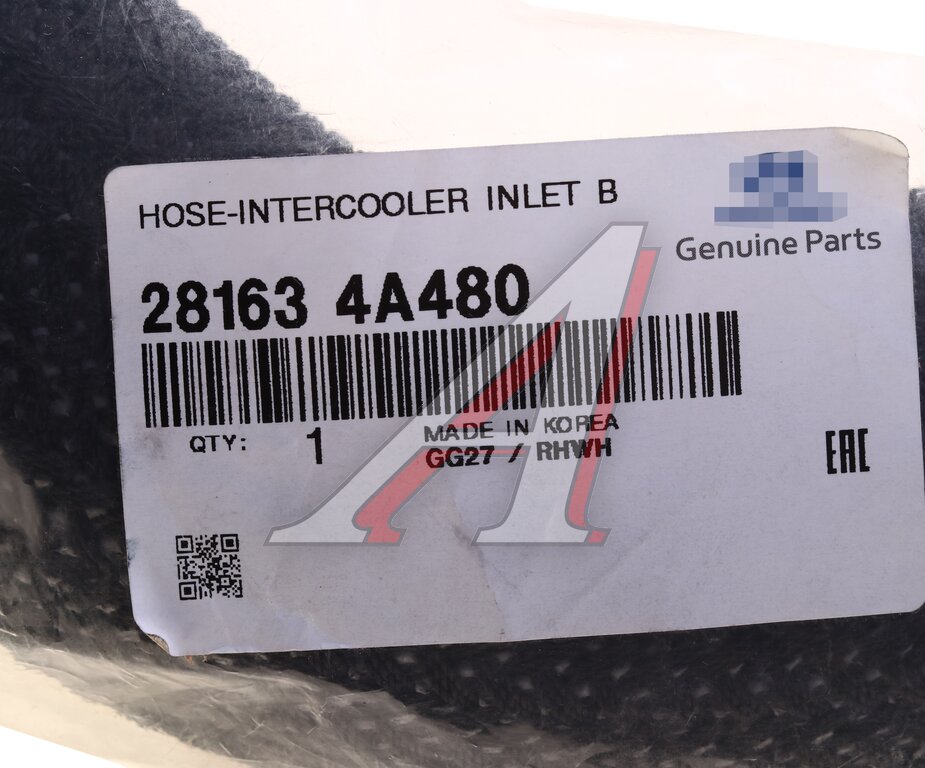 HOSE-INTERCOOLER INLET B
Genuine Parts
28163 4A480
QTY: 1
MADE IN KOREA
GG27 / RHWH
EAC